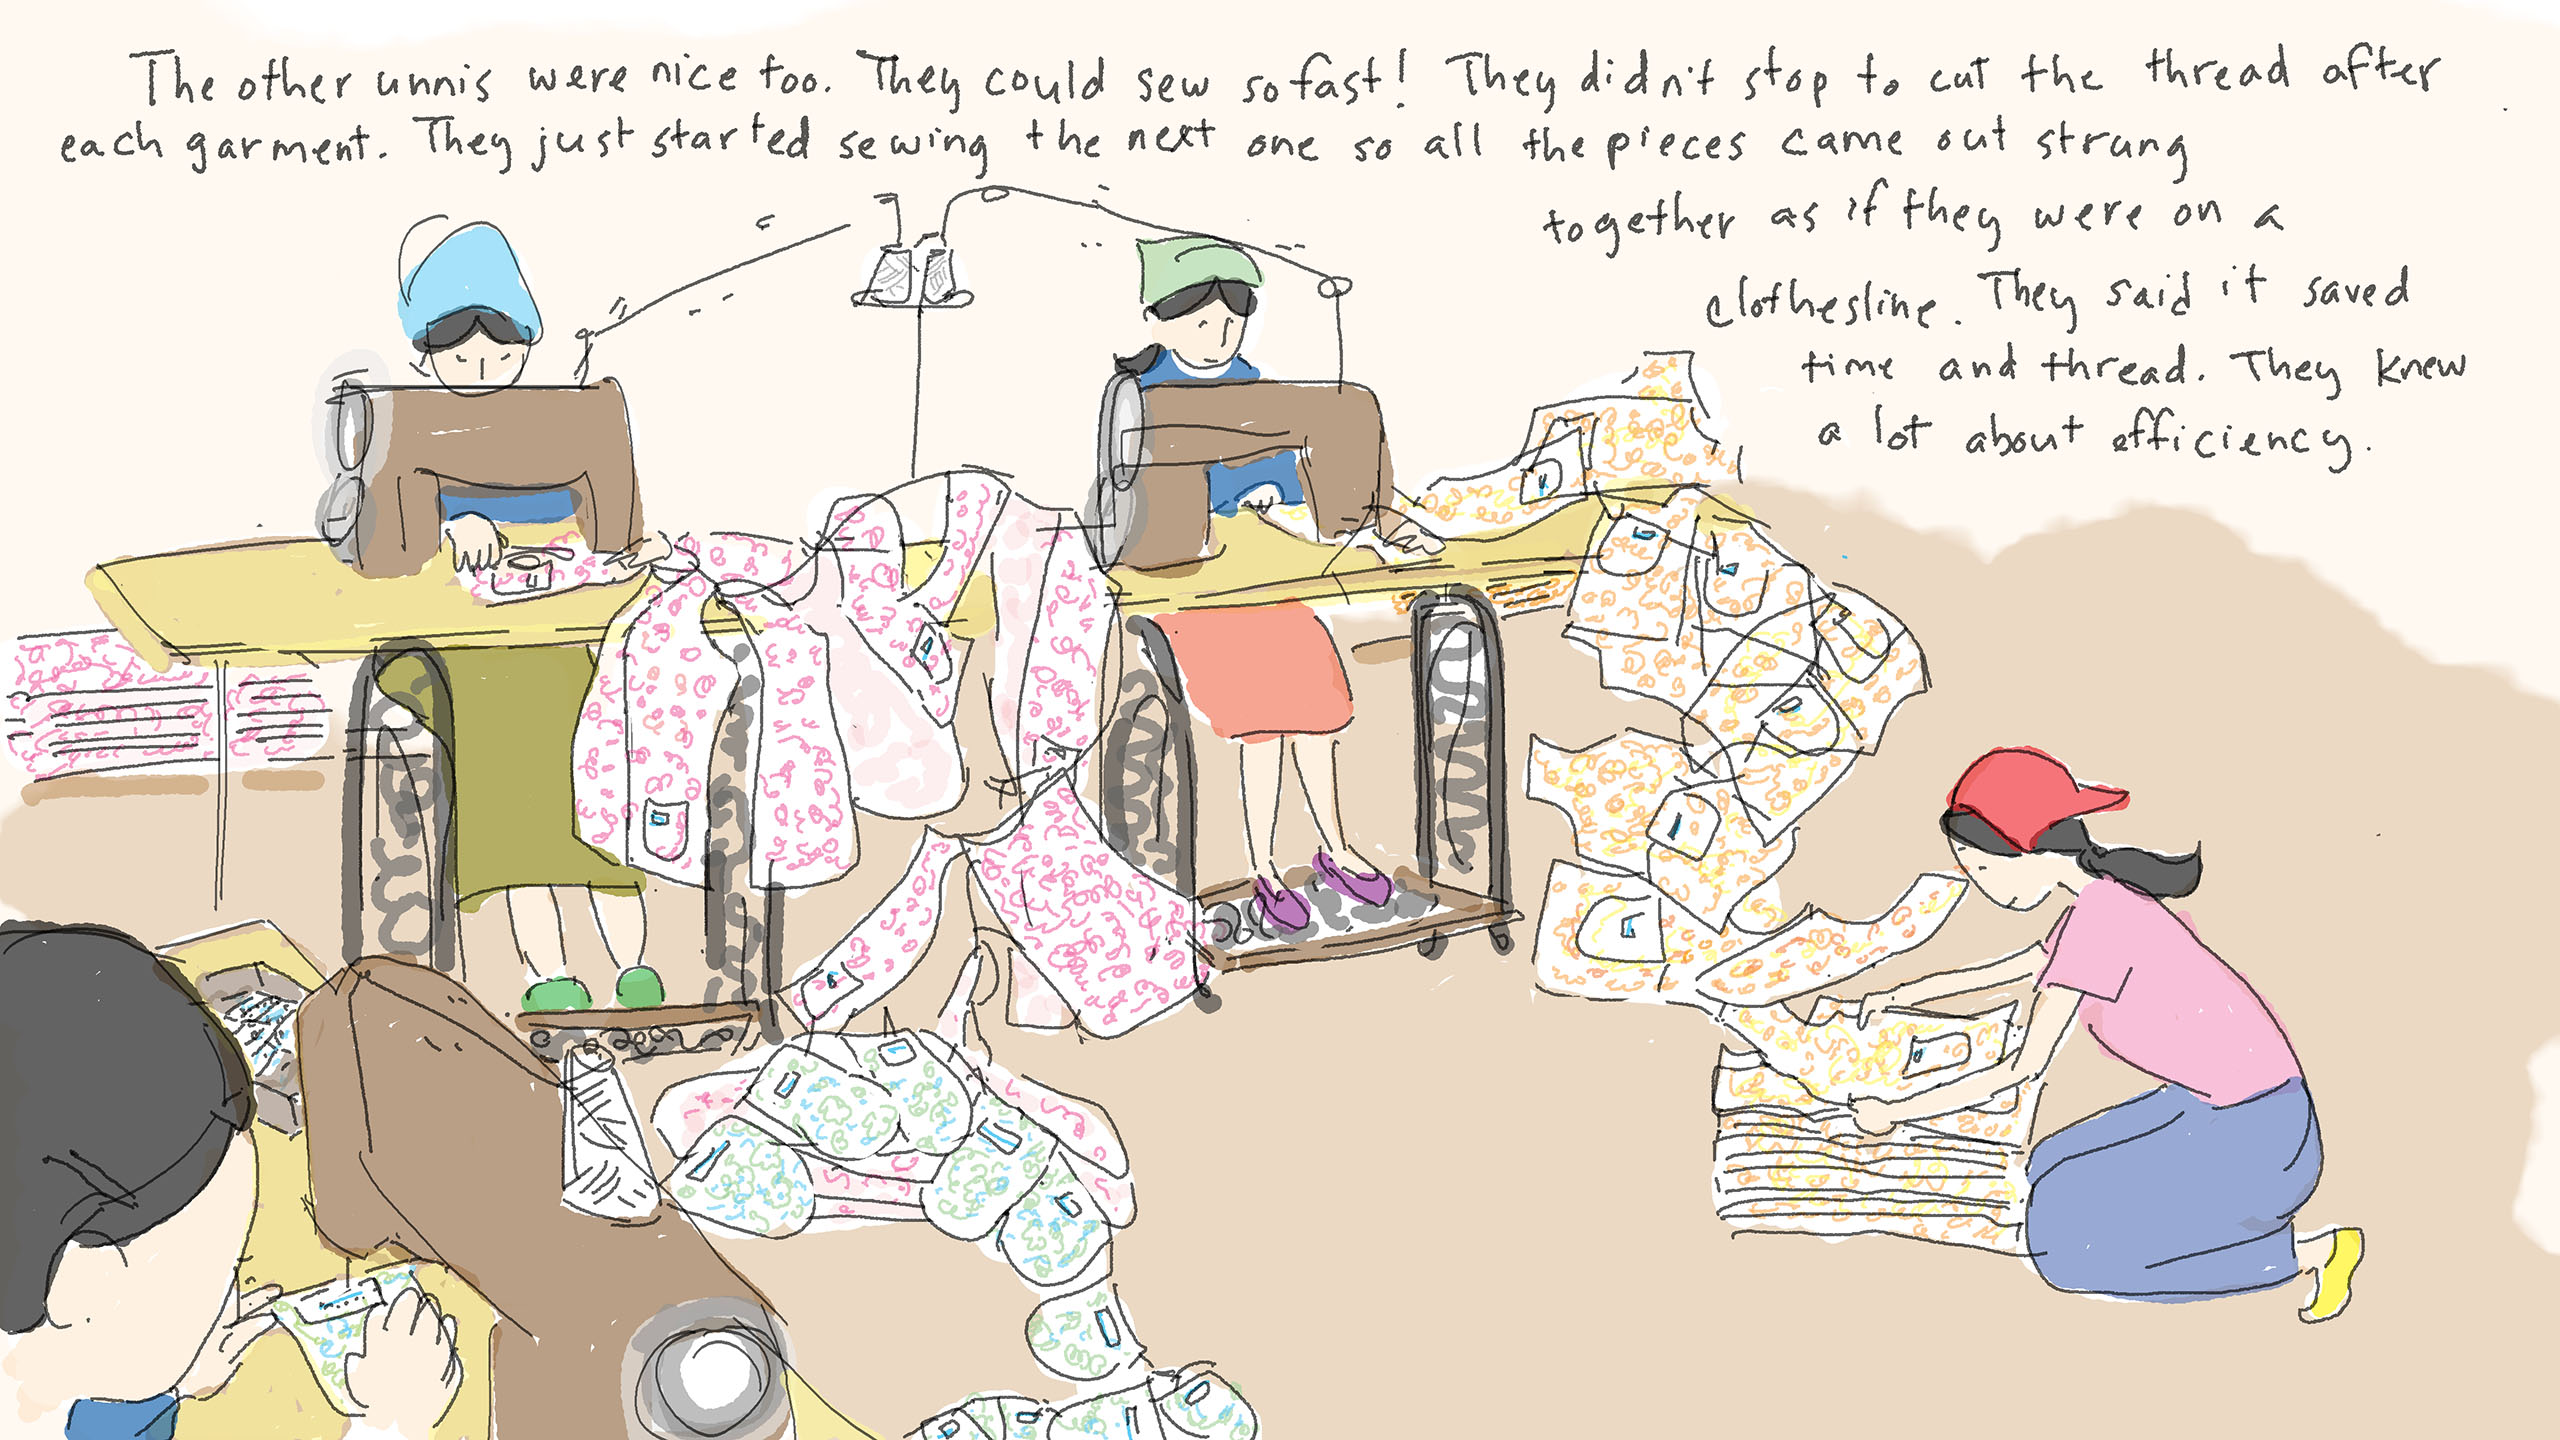 The other unnis were nice too. They could sew so fast! They didn't stop to cut the thread after
each garment. They just started sewing the next one so all the pieces came out strung
together as if they were on a
clothesline. They said it saved
time and thread. They knew
a lot about efficiency.